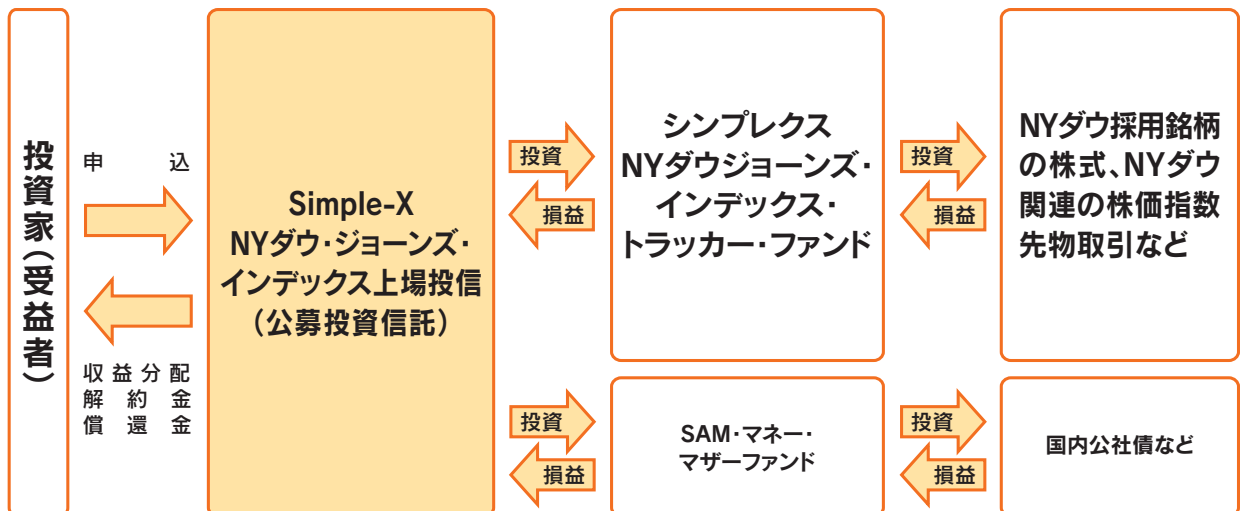 投資家（受益者）
申込
収益分配
解約金
償還金
Simple-X
NYダウ・ジョーンズ・
インデックス上場投信
（公募投資信託）
投資
損益
シンプレクス
NYダウジョーンズ・
インデックス・
トラッカー・ファンド
投資
損益
NYダウ採用銘柄
の株式、NYダウ
関連の株価指数
先物取引など
投資
損益
SAM・マネー・
マザーファンド
投資
損益
国内公社債など